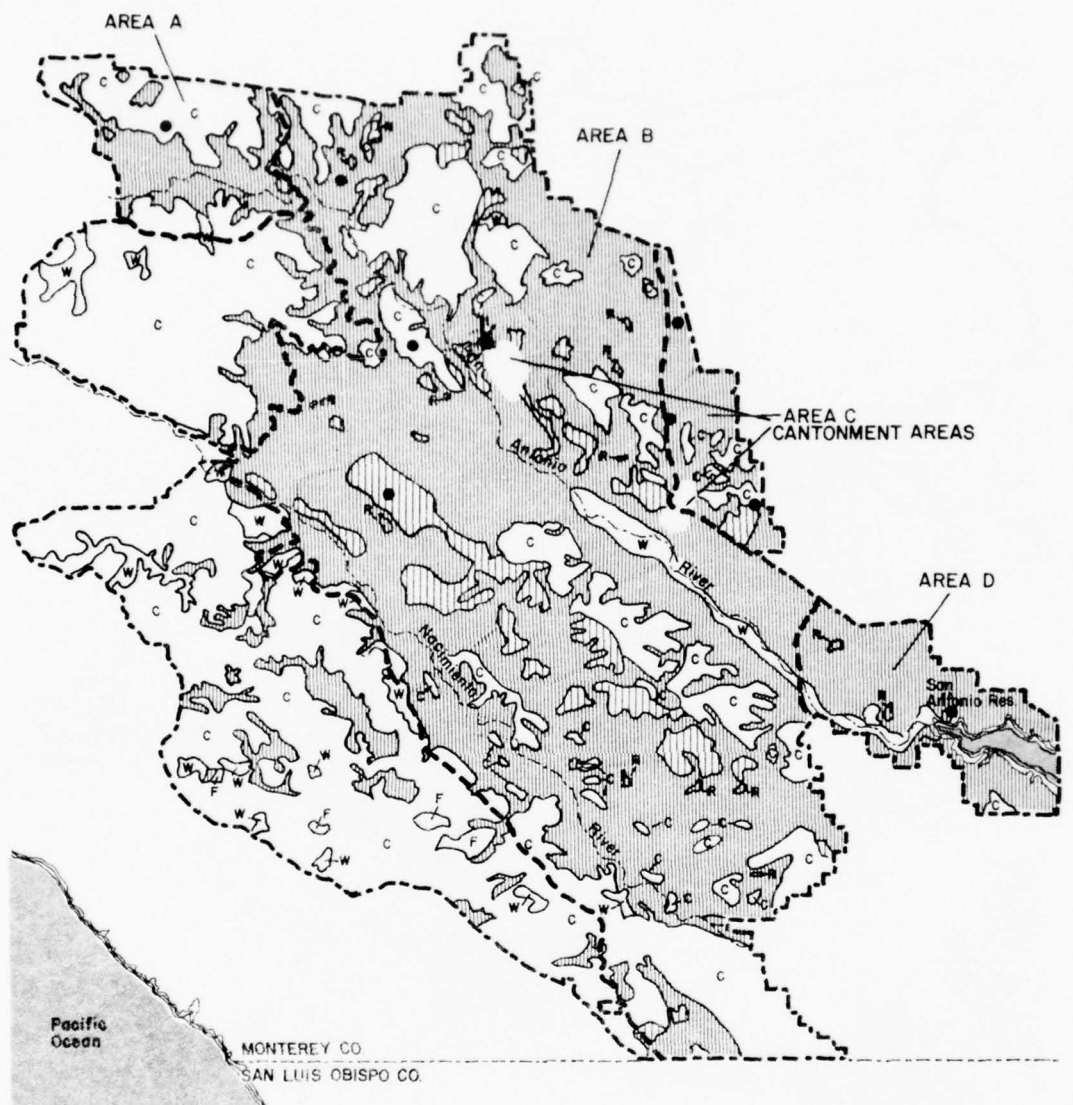 AREA A
AREA B
AREA C
CANTONMENT AREAS
AREA D
Antonio
River
San
Antonio Res.
Nacimiento
River
Pacific
Ocean
MONTEREY CO.
SAN LUIS OBISPO CO.
C
C
C
C
C
C
C
W
W
C
R
R
R
W
W
W
C
C
C
W
F
F
F
W
W
C
R
R